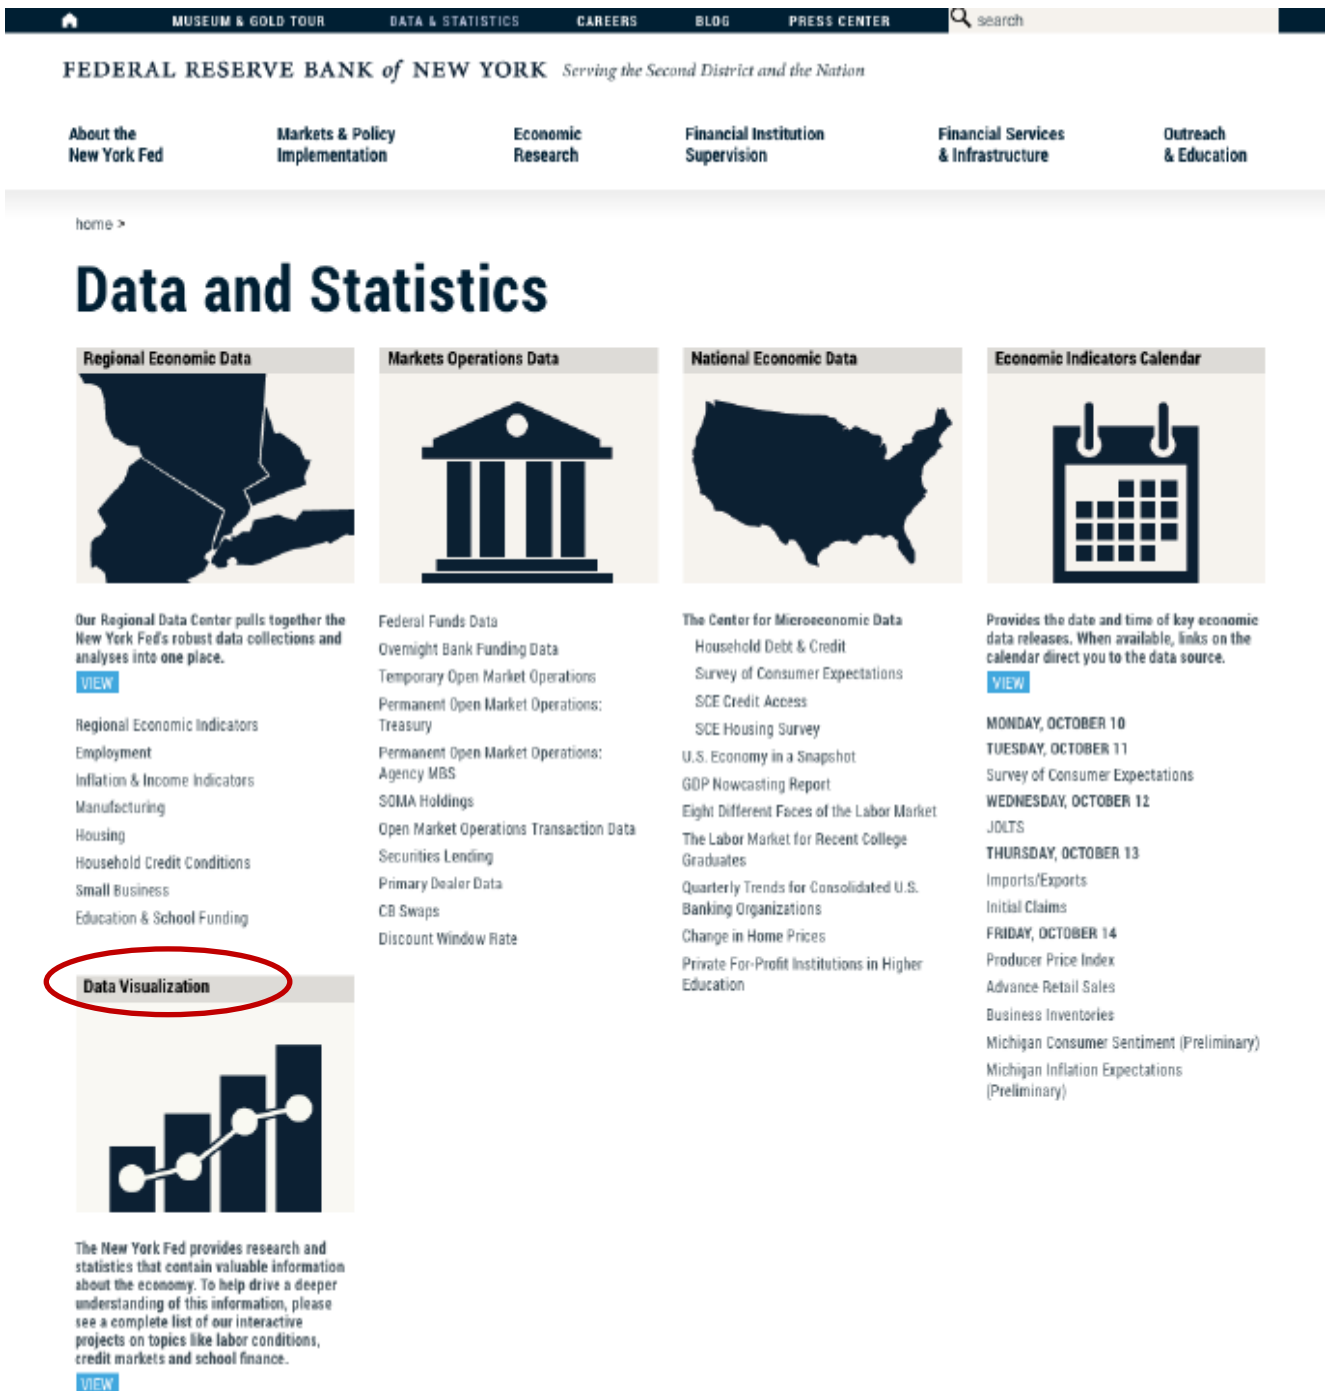 MUSEUM & GOLD TOUR DATA & STATISTICS CAREERS BLOG PRESS CENTER search
FEDERAL RESERVE BANK of NEW YORK Serving the Second District and the Nation
About the
New York Fed
Markets & Policy
Implementation
Economic
Research
Financial Institution
Supervision
Financial Services
& Infrastructure
Outreach
& Education
home >
Data and Statistics
Regional Economic Data
Our Regional Data Center pulls together the
New York Fed's robust data collections and
analyses into one place.
VIEW
Regional Economic Indicators
Employment
Inflation & Income Indicators
Manufacturing
Housing
Household Credit Conditions
Small Business
Education & School Funding
Markets Operations Data
Federal Funds Data
Overnight Bank Funding Data
Temporary Open Market Operations
Permanent Open Market Operations:
Treasury
Permanent Open Market Operations:
Agency MBS
SOMA Holdings
Open Market Operations Transaction Data
Securities Lending
Primary Dealer Data
CB Swaps
Discount Window Rate
National Economic Data
The Center for Microeconomic Data
Household Debt & Credit
Survey of Consumer Expectations
SCE Credit Access
SCE Housing Survey
U.S. Economy in a Snapshot
GDP Nowcasting Report
Eight Different Faces of the Labor Market
The Labor Market for Recent College
Graduates
Quarterly Trends for Consolidated U.S.
Banking Organizations
Change in Home Prices
Private For-Profit Institutions in Higher
Education
Economic Indicators Calendar
Provides the date and time of key economic
data releases. When available, links on the
calendar direct you to the data source.
VIEW
MONDAY, OCTOBER 10
TUESDAY, OCTOBER 11
Survey of Consumer Expectations
WEDNESDAY, OCTOBER 12
JOLTS
THURSDAY, OCTOBER 13
Imports/Exports
Initial Claims
FRIDAY, OCTOBER 14
Producer Price Index
Advance Retail Sales
Business Inventories
Michigan Consumer Sentiment (Preliminary)
Michigan Inflation Expectations
(Preliminary)
Data Visualization
The New York Fed provides research and
statistics that contain valuable information
about the economy. To help drive a deeper
understanding of this information, please
see a complete list of our interactive
projects on topics like labor conditions,
credit markets and school finance.
VIEW